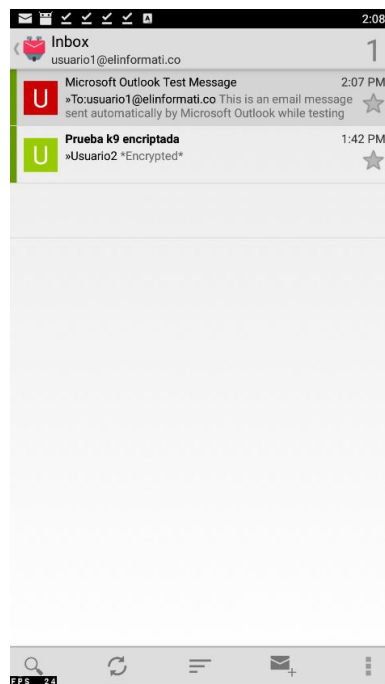 2:08
Inbox
usuario1@elinformati.co
1
Microsoft Outlook Test Message 2:07 PM
U
»To:usuario1@elinformati.co This is an email message
sent automatically by Microsoft Outlook while testing
Prueba k9 encriptada 1:42 PM
U
»Usuario2 *Encrypted*
FPS 24